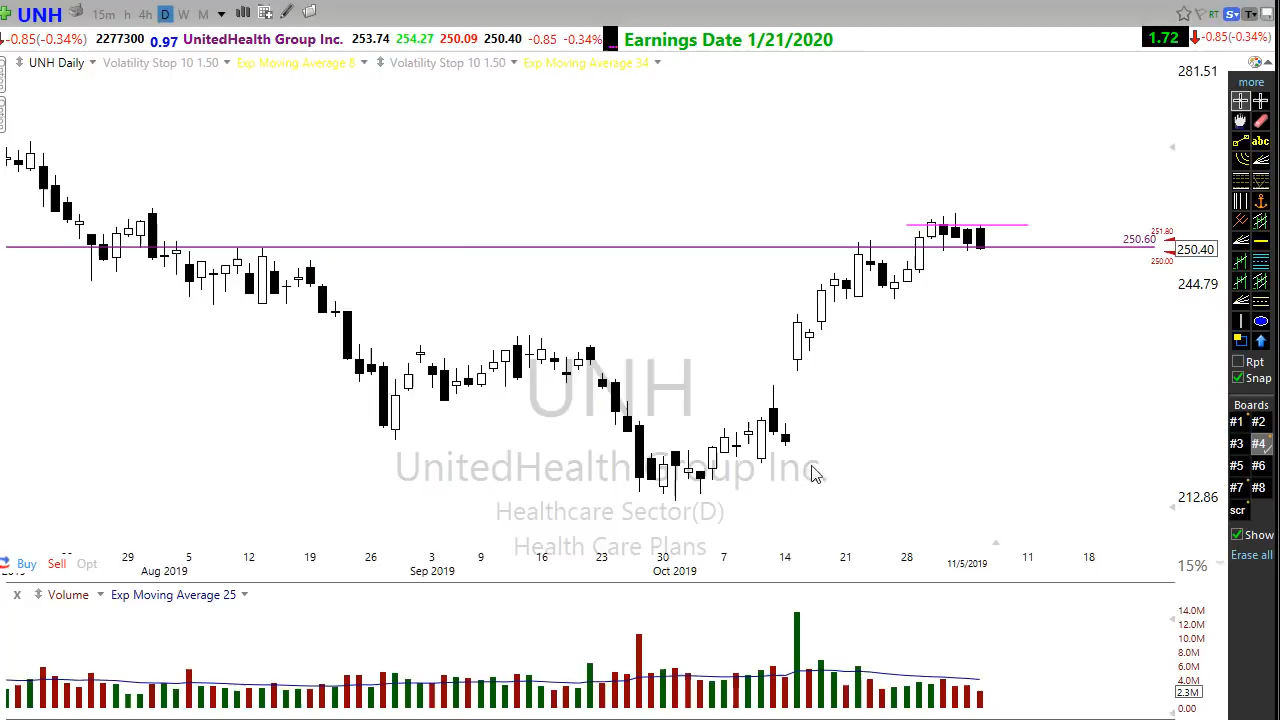 UNH 15m h 4h D W M RT S T
-0.85(-0.34%) 2277300 0.97 UnitedHealth Group Inc. 253.74 254.27 250.09 250.40 -0.85 -0.34% Earnings Date 1/21/2020 1.72 -0.85(-0.34%)
UNH Daily Volatility Stop 10 1.50 Exp Moving Average 8 Volatility Stop 10 1.50 Exp Moving Average 34
281.51
more
abc
250.60 251.80
250.40
250.00
244.79
Rpt
Snap
UNH
Boards
#1 #2
#3 #4
UnitedHealth Group Inc.
#5 #6
#7 #8
212.86
Healthcare Sector(D)
scr
Health Care Plans
Show
29 5 12 19 26 3 9 16 23 30 7 14 21 28 11 18
Erase all
Buy Sell Opt
Aug 2019 Sep 2019 Oct 2019 11/5/2019
15%
x Volume Exp Moving Average 25
14.0M
12.0M
10.0M
8.0M
6.0M
4.0M
2.3M
0.00